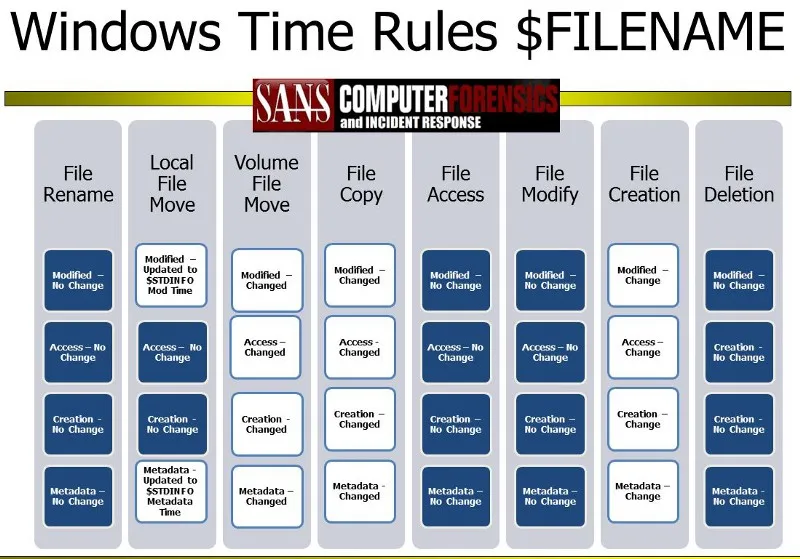 Windows Time Rules $FILENAME
SANS COMPUTER FORENSICS
and INCIDENT RESPONSE
File
Rename
Modified –
No Change
Access – No
Change
Creation -
No Change
Metadata –
No Change
Local
File
Move
Modified –
Updated to
$STDINFO
Mod Time
Access – No
Change
Creation -
No Change
Metadata -
Updated to
$STDINFO
Metadata
Time
Volume
File
Move
Modified –
Changed
Access –
Changed
Creation -
Changed
Metadata –
Changed
File
Copy
Modified –
Changed
Access -
Changed
Creation –
Changed
Metadata -
Changed
File
Access
Modified –
No Change
Access – No
Change
Creation -
No Change
Metadata –
No Change
File
Modify
Modified –
No Change
Access – No
Change
Creation -
No Change
Metadata –
No Change
File
Creation
Modified –
Change
Access –
Change
Creation -
Change
Metadata –
Change
File
Deletion
Modified –
No Change
Creation -
No Change
Creation -
No Change
Metadata -
No Change